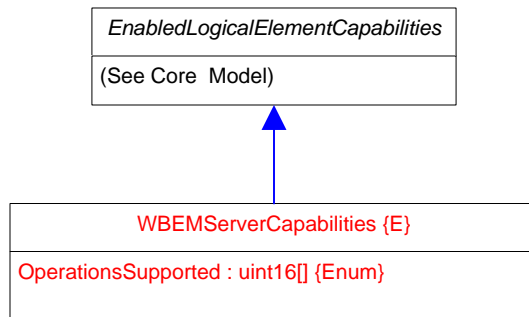 EnabledLogicalElementCapabilities
(See Core Model)
WBEMServerCapabilities {E}
OperationsSupported : uint16[] {Enum}